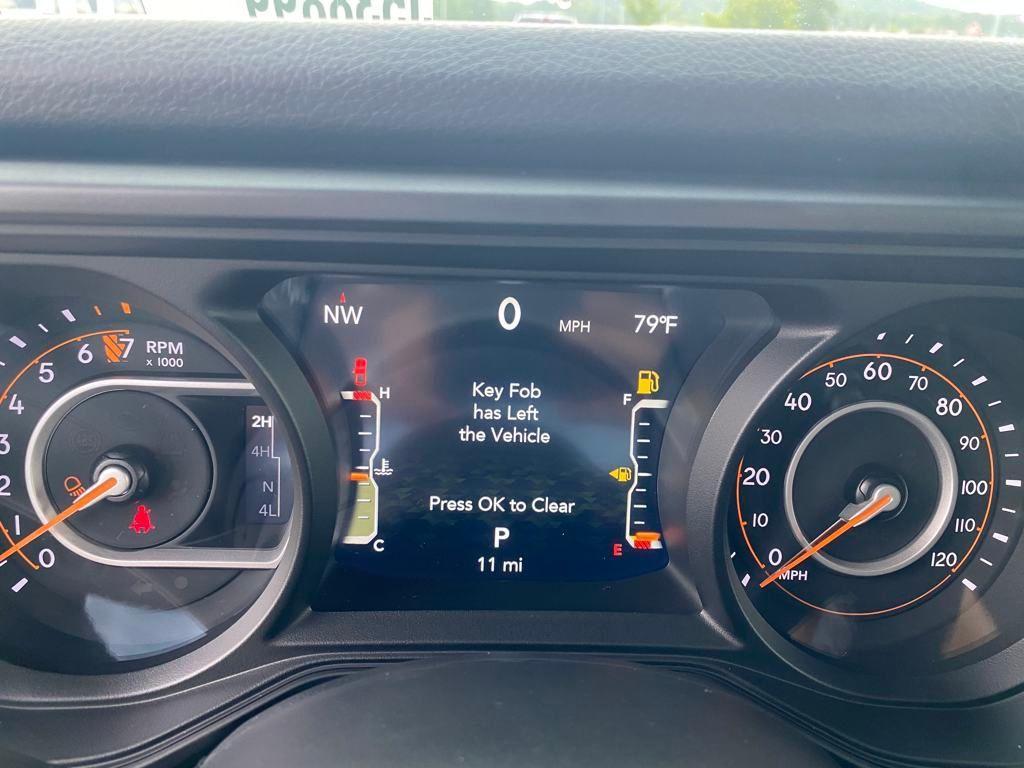 NW
0
MPH
79°F
Key Fob
has Left
the Vehicle
Press OK to Clear
P
11 mi
H
C
F
E
RPM
x 1000
0
1
2
3
4
5
6
7
2H
4H
N
4L
0
10
20
30
40
50
60
70
80
90
100
110
120
MPH